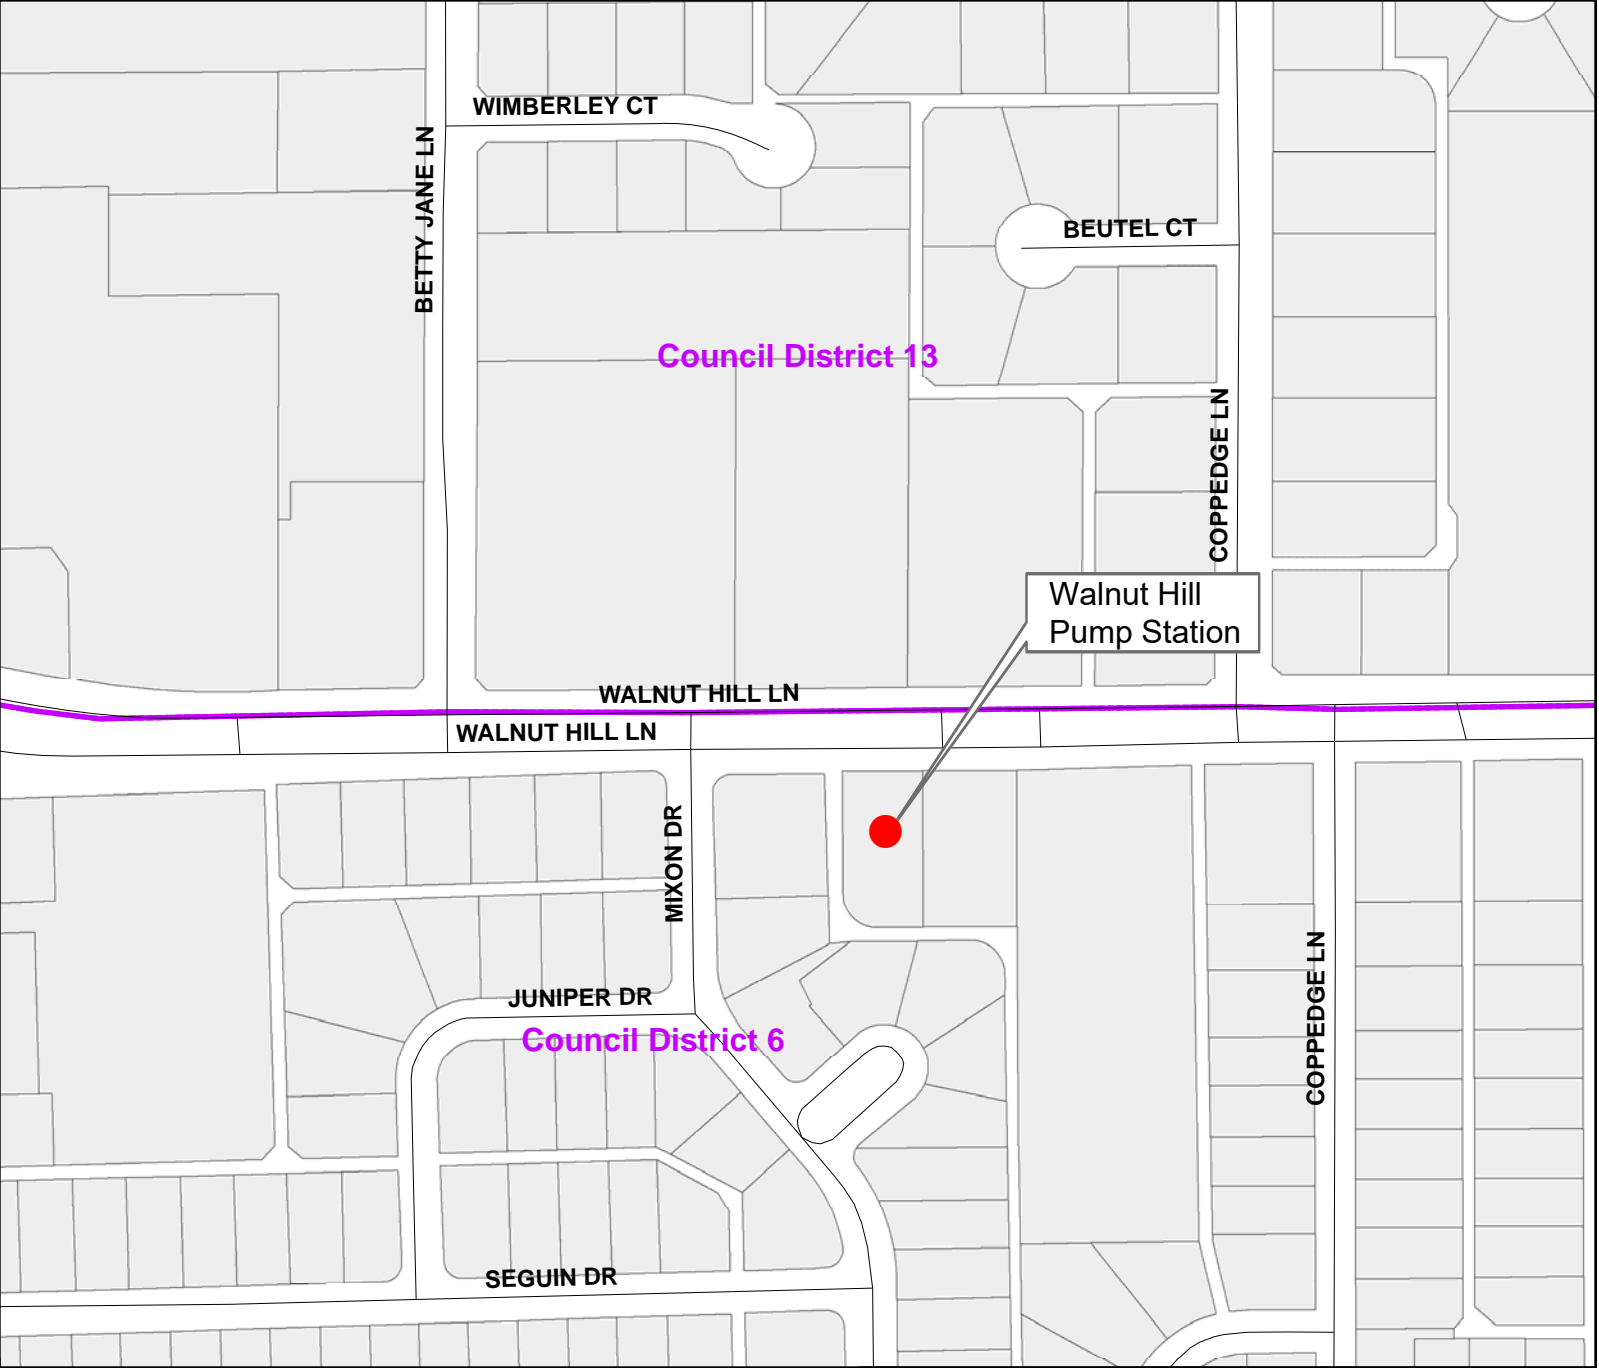 WIMBERLEY CT
BETTY JANE LN
BEUTEL CT
Council District 13
COPPEDGE LN
Walnut Hill
Pump Station
WALNUT HILL LN
WALNUT HILL LN
MIXON DR
JUNIPER DR
Council District 6
COPPEDGE LN
SEGUIN DR